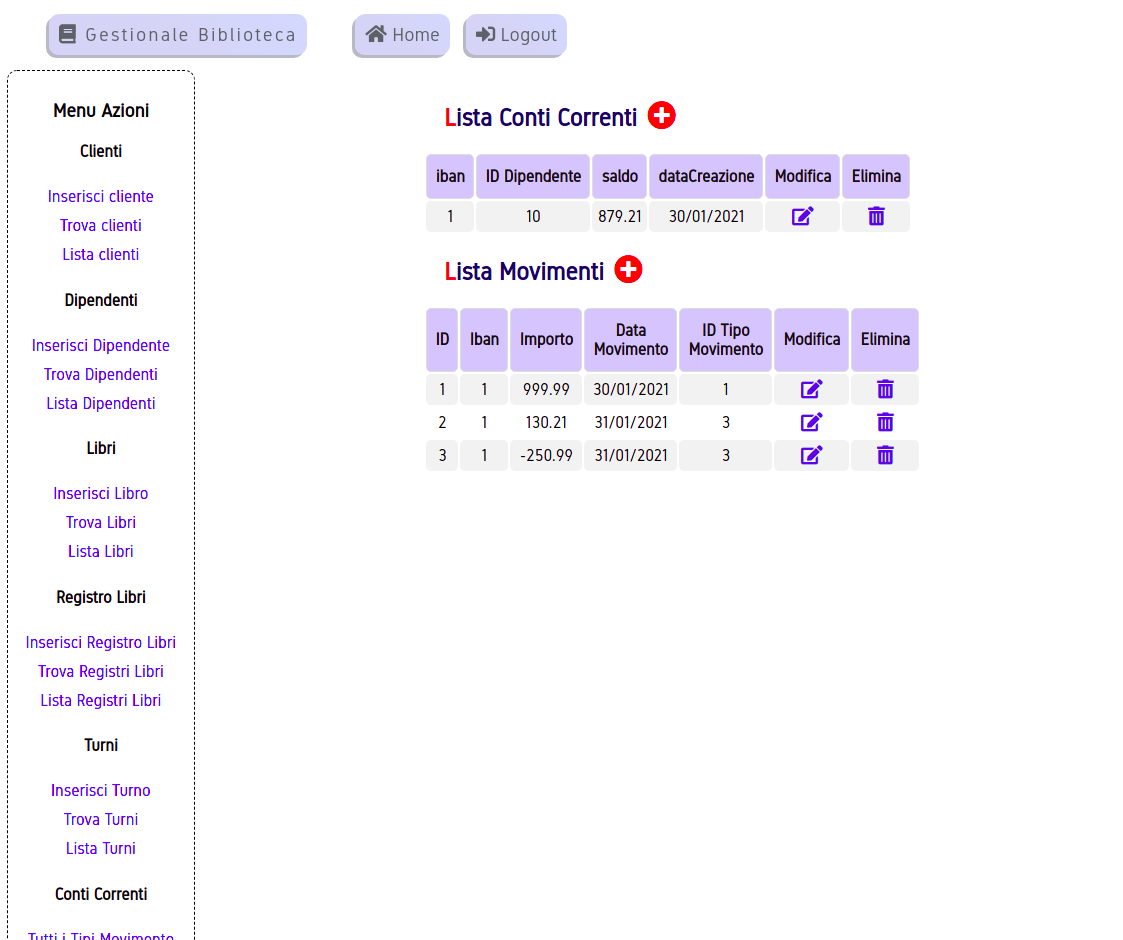 Gestionale Biblioteca
Home
Logout
Menu Azioni
Clienti
Inserisci cliente
Trova clienti
Lista clienti
Dipendenti
Inserisci Dipendente
Trova Dipendenti
Lista Dipendenti
Libri
Inserisci Libro
Trova Libri
Lista Libri
Registro Libri
Inserisci Registro Libri
Trova Registri Libri
Lista Registri Libri
Turni
Inserisci Turno
Trova Turni
Lista Turni
Conti Correnti
Tutti i Tipi Movimento
Lista Conti Correnti
iban ID Dipendente saldo dataCreazione Modifica Elimina
1 10 879.21 30/01/2021
Lista Movimenti
ID Iban Importo Data Movimento ID Tipo Movimento Modifica Elimina
1 1 999.99 30/01/2021 1
2 1 130.21 31/01/2021 3
3 1 -250.99 31/01/2021 3